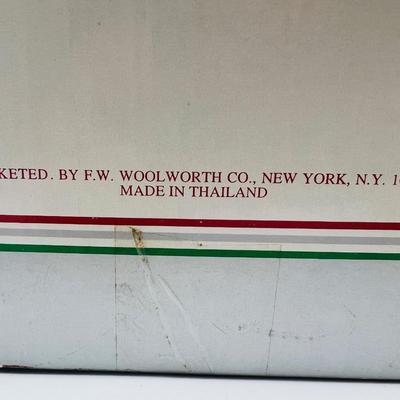 KETED. BY F.W. WOOLWORTH CO., NEW YORK, N.Y. 1
MADE IN THAILAND